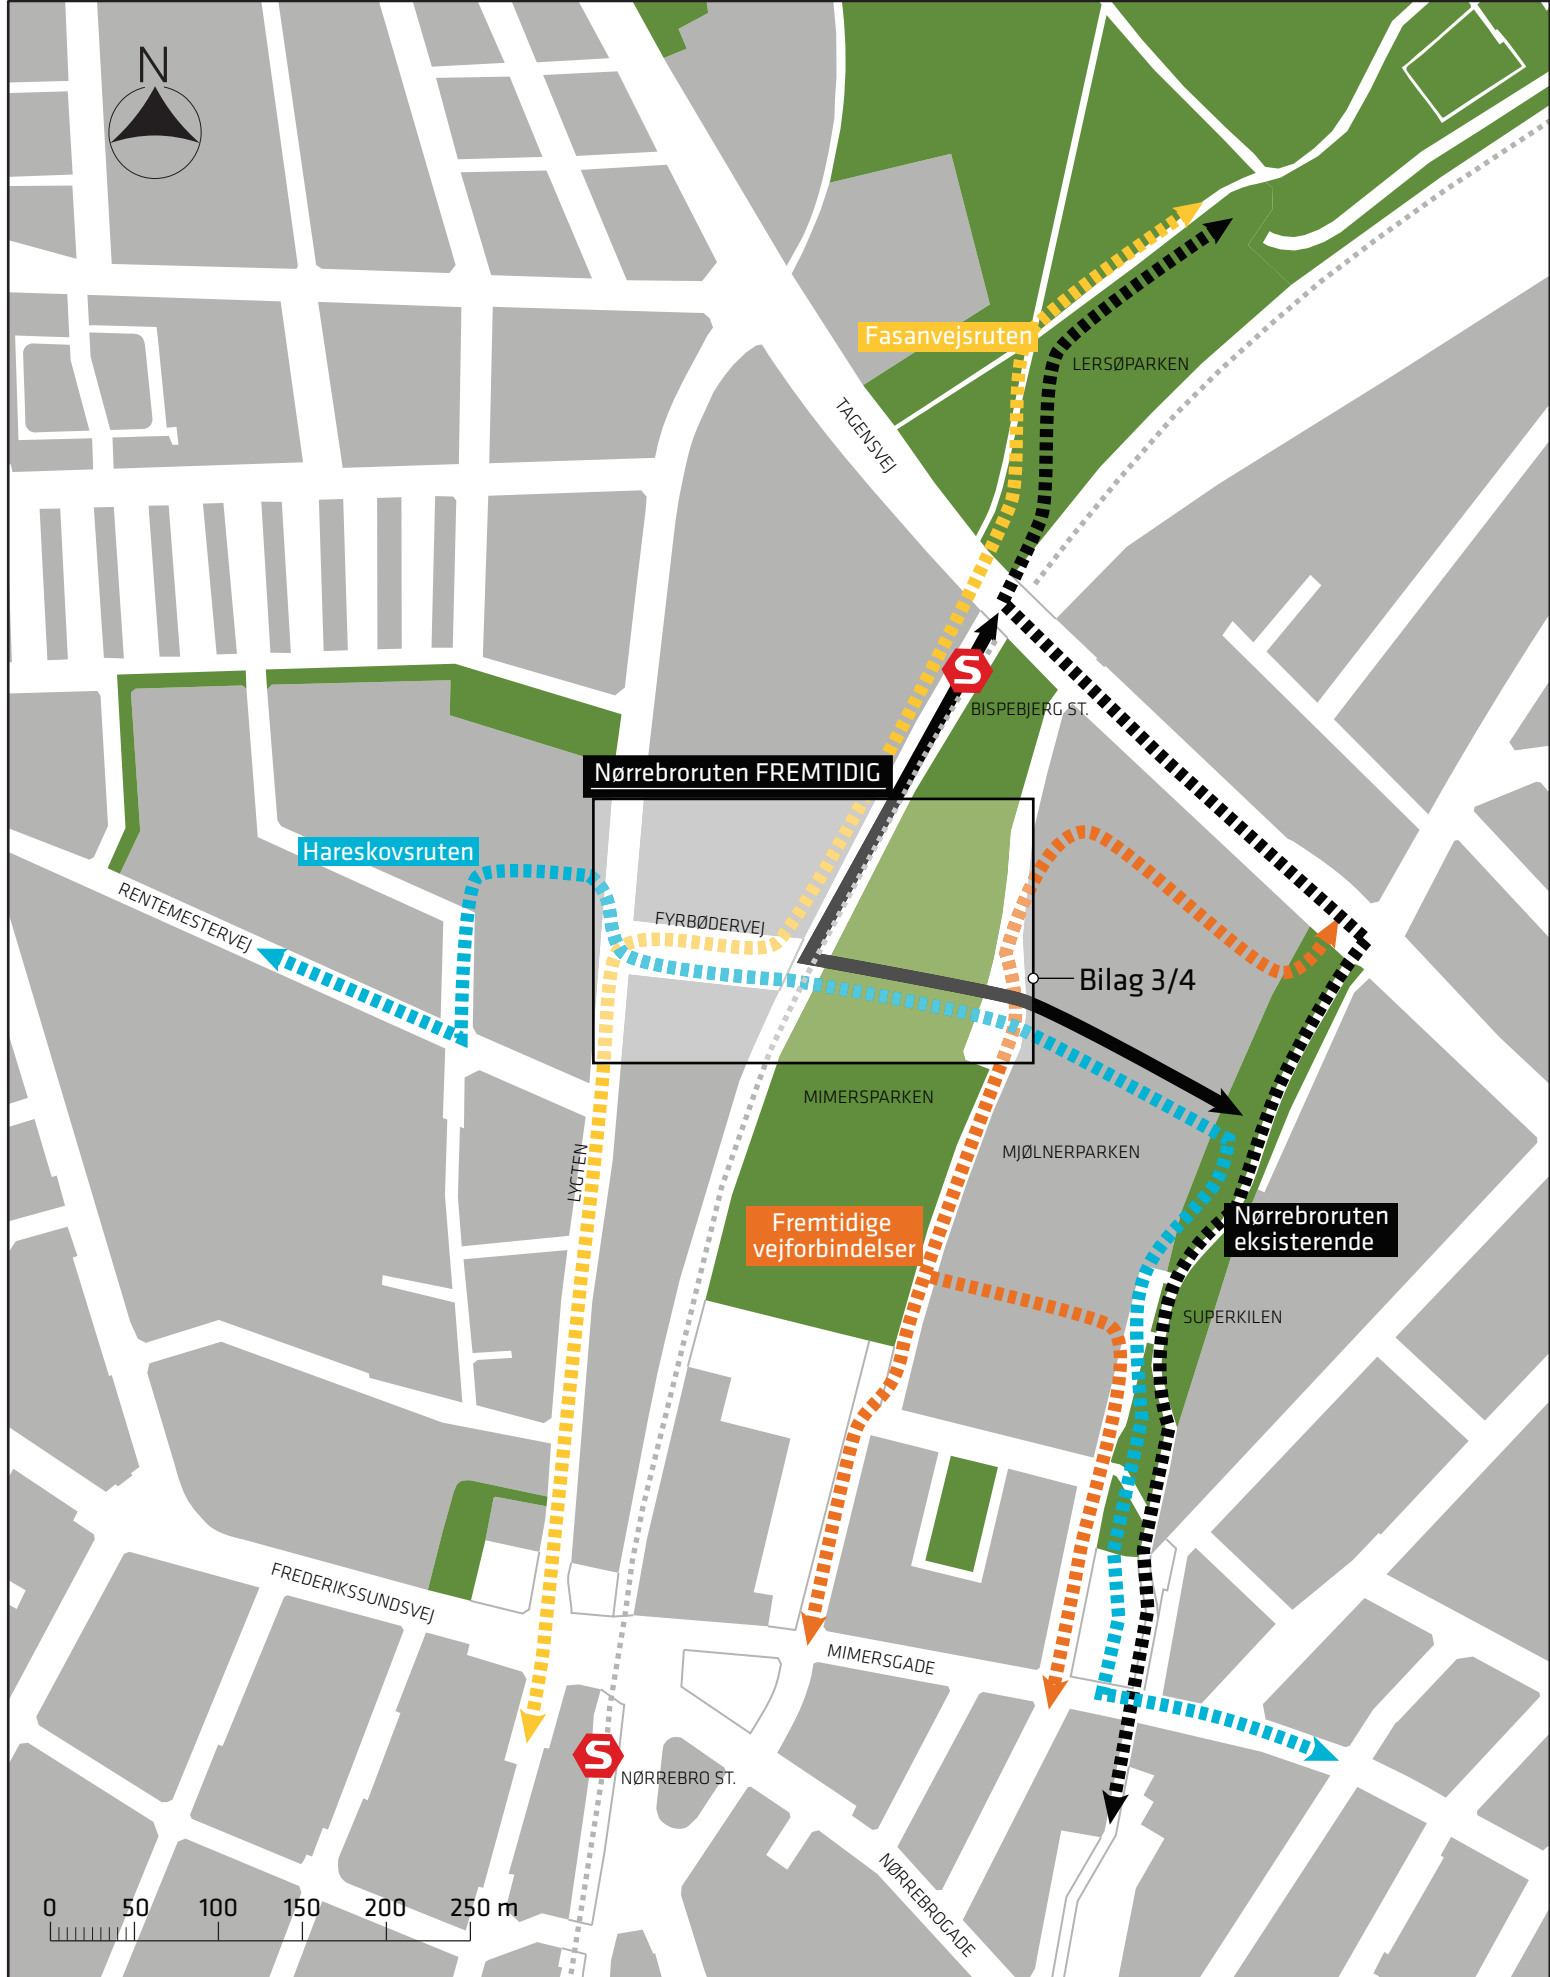 N
Fasanvejsruten
LERSØPARKEN
TAGENSVEJ
S
BISPEBJERG ST.
Nørrebroruten FREMTIDIG
Hareskovsruten
RENTEMESTERVEJ
FYRBØDERVEJ
Bilag 3/4
MIMERSPARKEN
MJØLNERPARKEN
LYGTEN
Fremtidige
vejforbindelser
Nørrebroruten
eksisterende
SUPERKILEN
FREDERIKSSUNDSVEJ
MIMERSGADE
S
NØRREBRO ST.
NØRREBROGADE
0 50 100 150 200 250 m